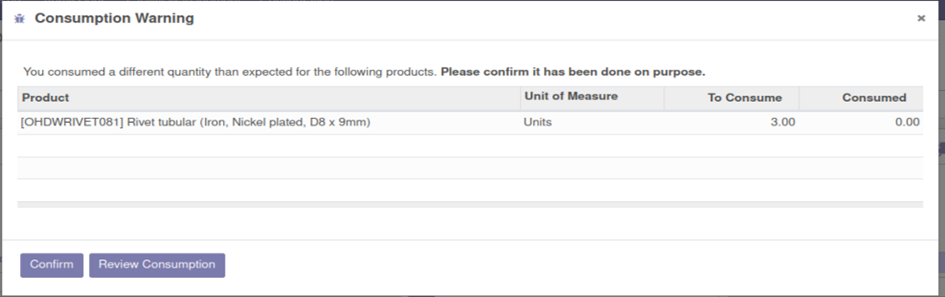 Consumption Warning ×
You consumed a different quantity than expected for the following products. Please confirm it has been done on purpose.
Product Unit of Measure To Consume Consumed
[OHDWRIVET081] Rivet tubular (Iron, Nickel plated, D8 x 9mm) Units 3.00 0.00
Confirm Review Consumption